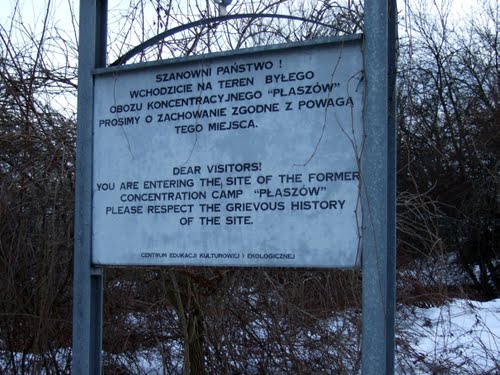 SZANOWNI PAŃSTWO !
WCHODZICIE NA TEREN BYŁEGO
OBOZU KONCENTRACYJNEGO "PŁASZÓW"
PROSIMY O ZACHOWANIE ZGODNE Z POWAGĄ
TEGO MIEJSCA.
DEAR VISITORS!
YOU ARE ENTERING THE SITE OF THE FORMER
CONCENTRATION CAMP "PŁASZÓW"
PLEASE RESPECT THE GRIEVOUS HISTORY
OF THE SITE.
CENTRUM EDUKACJI KULTUROWEJ I EKOLOGICZNEJ